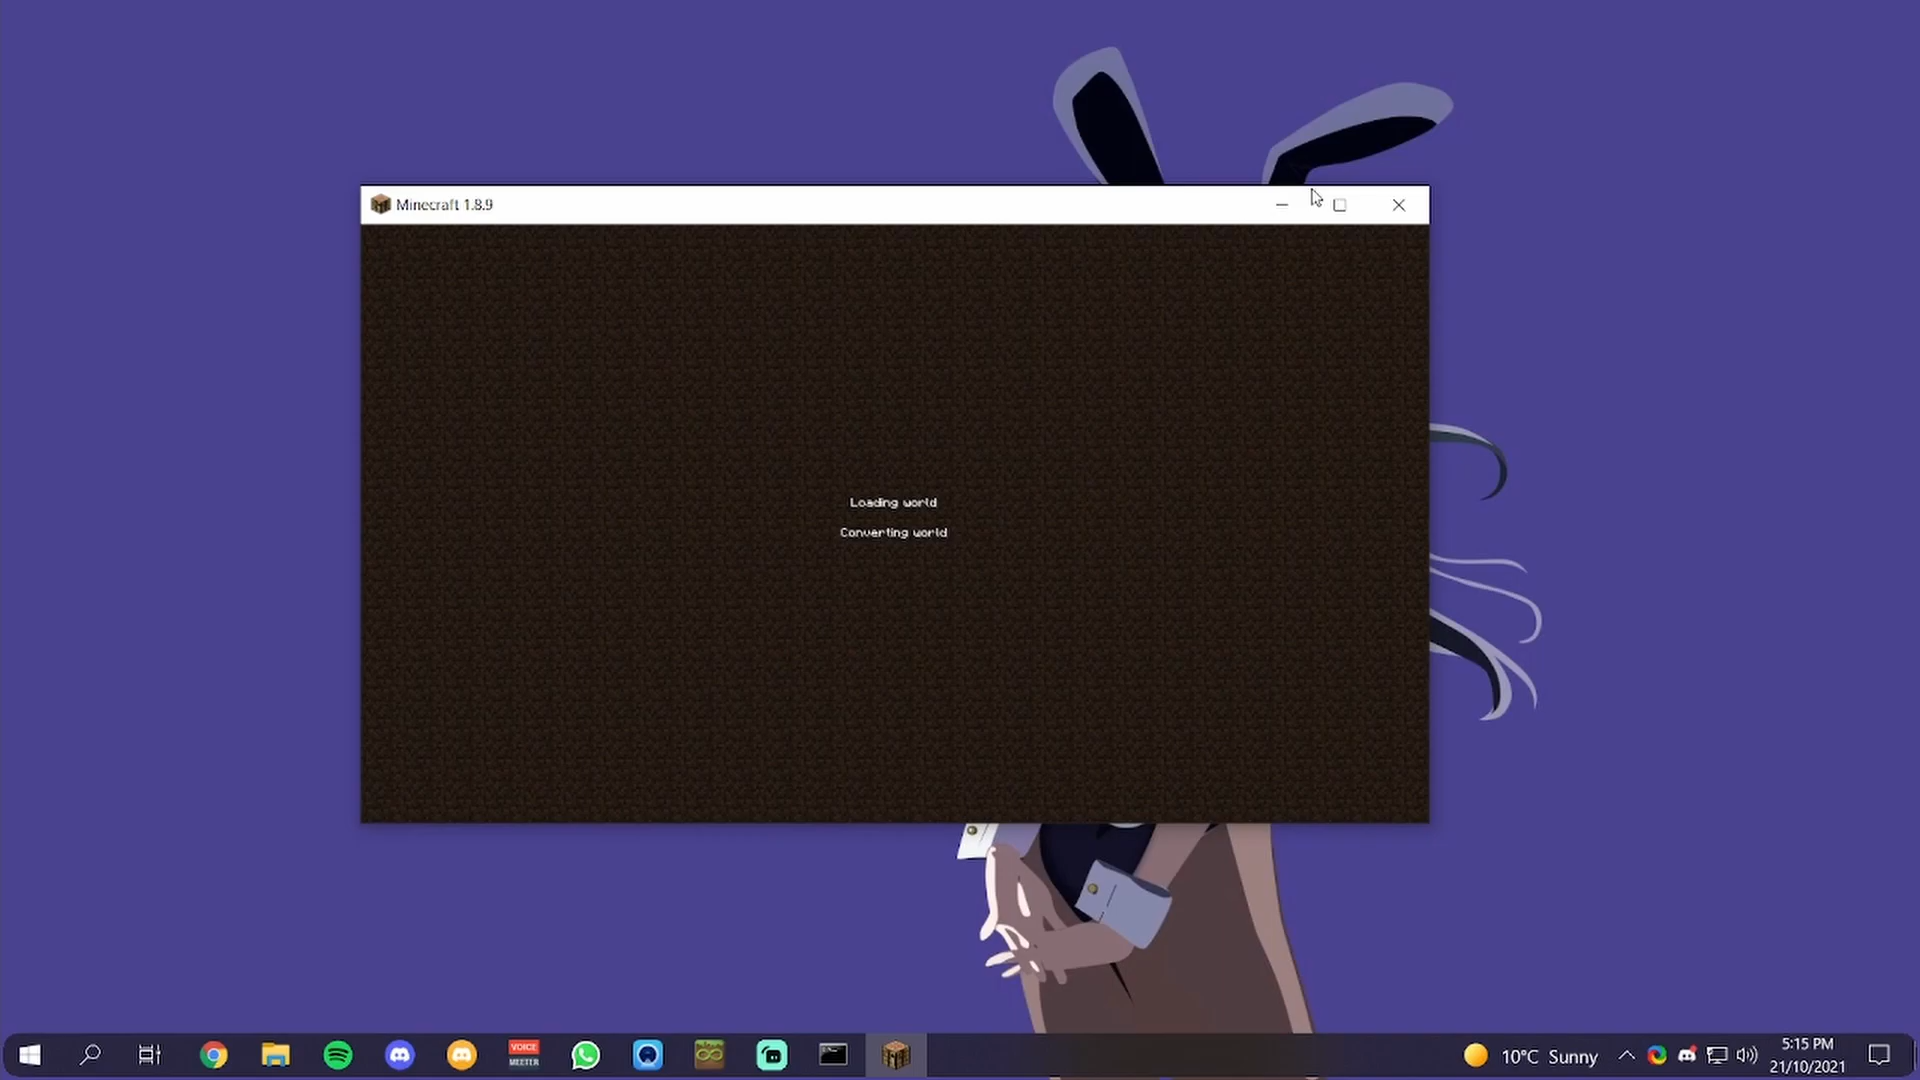 Minecraft 1.8.9
Loading world
Converting world
VOICE
MEETER
10°C Sunny
5:15 PM
21/10/2021